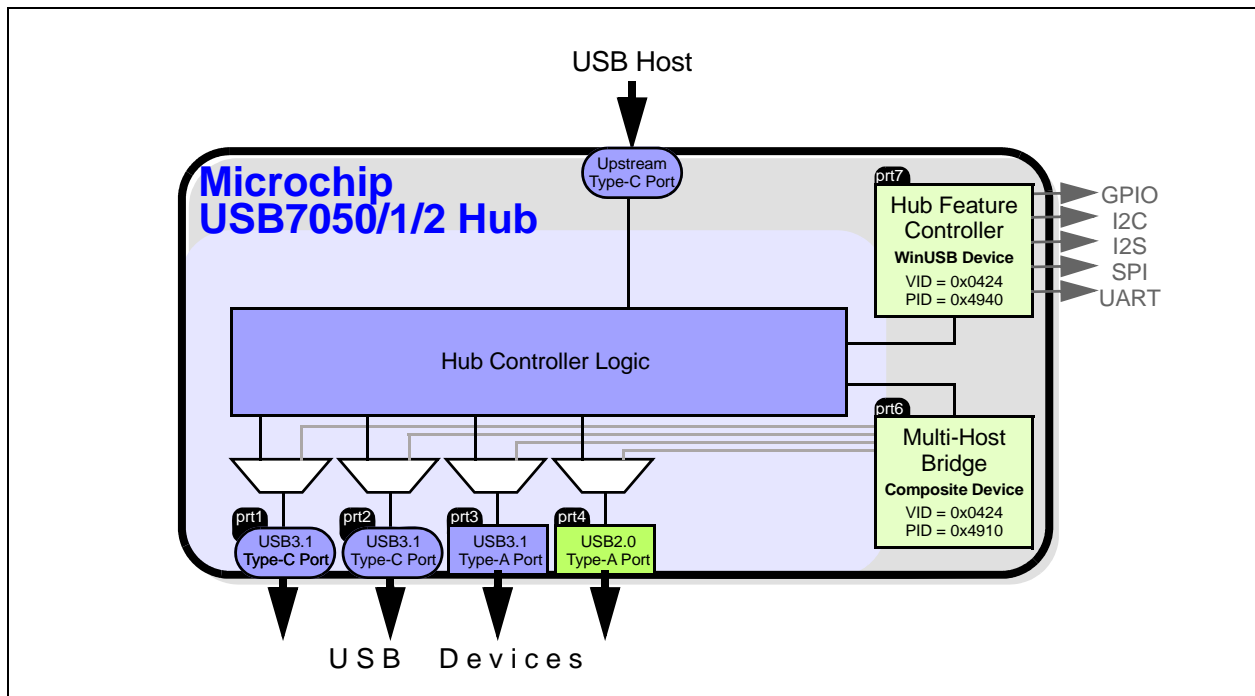 USB Host
Upstream
Type-C Port
Microchip
USB7050/1/2 Hub
prt7
Hub Feature
Controller
WinUSB Device
VID = 0x0424
PID = 0x4940
GPIO
I2C
I2S
SPI
UART
Hub Controller Logic
prt6
Multi-Host
Bridge
Composite Device
VID = 0x0424
PID = 0x4910
prt1
USB3.1
Type-C Port
prt2
USB3.1
Type-C Port
prt3
USB3.1
Type-A Port
prt4
USB2.0
Type-A Port
USB Devices